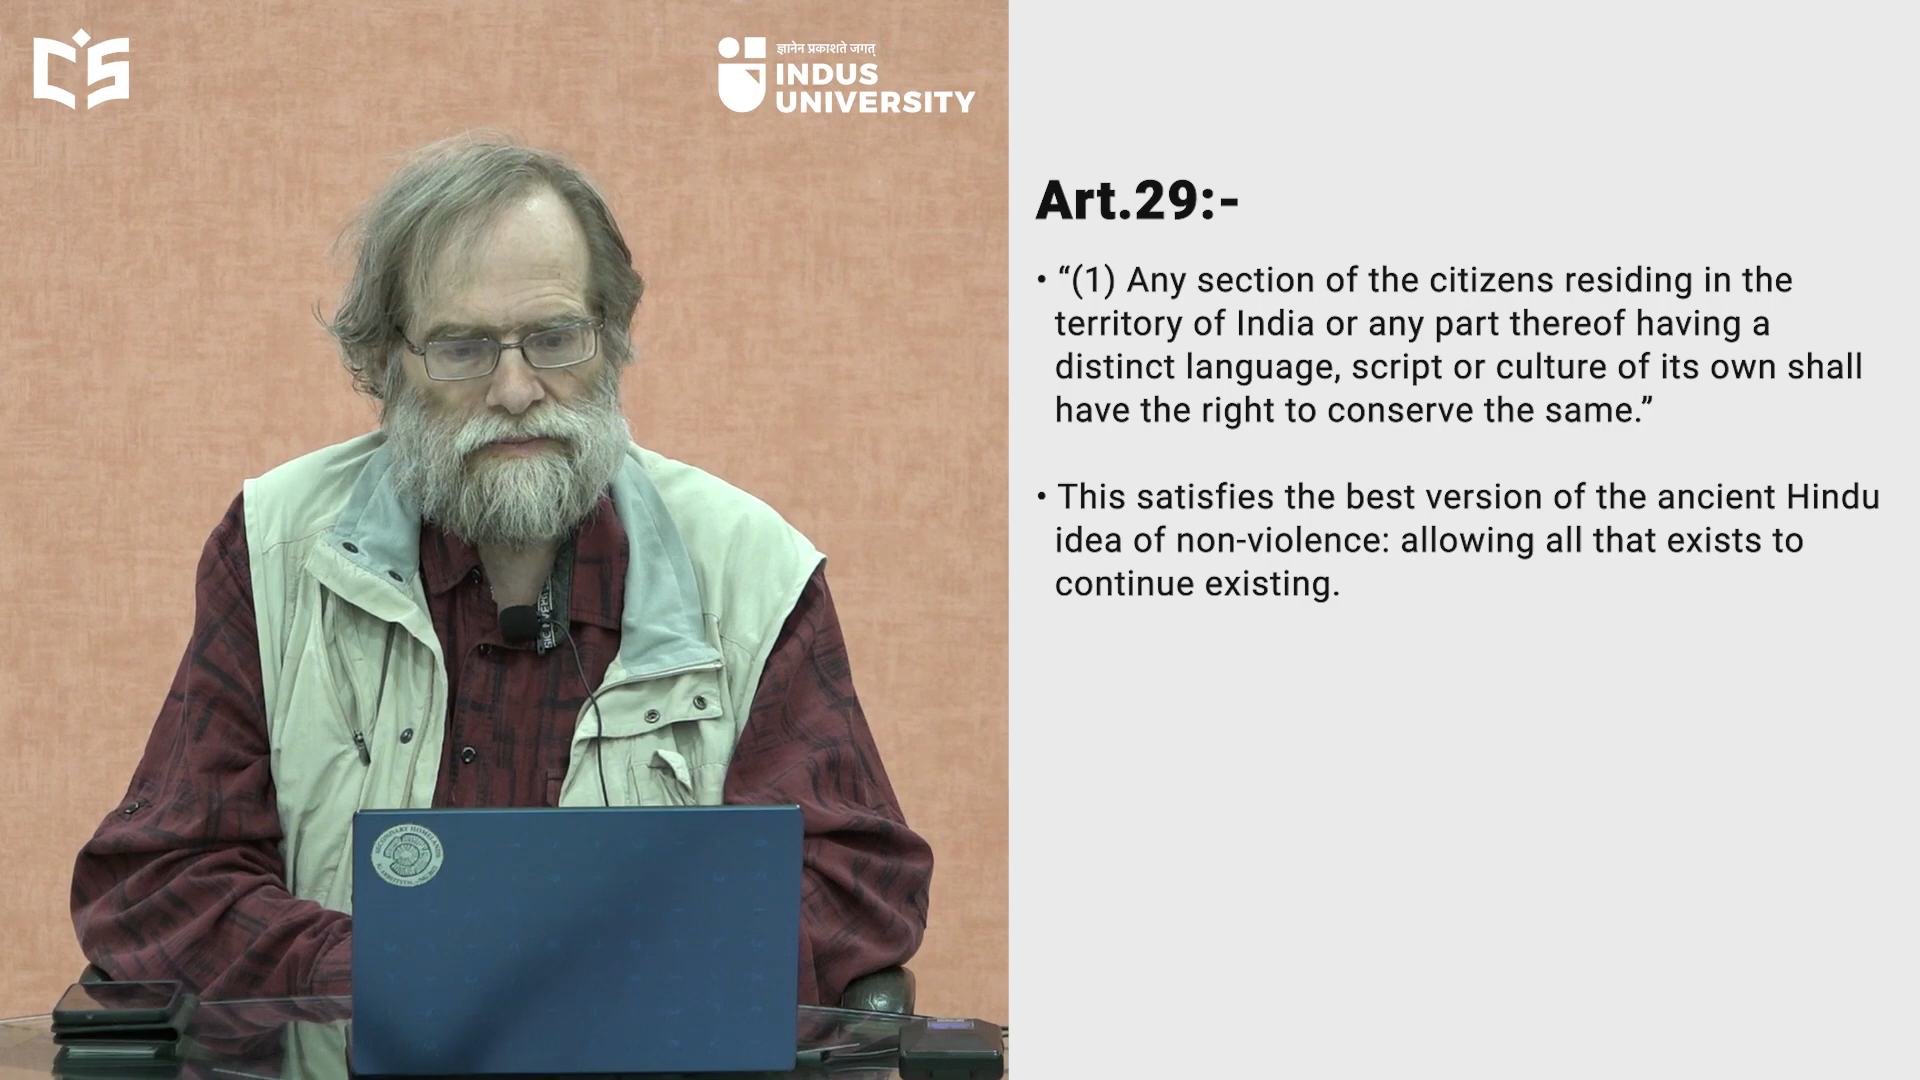 ज्ञानेन प्रकाशते जगत्
INDUS
UNIVERSITY
Art.29:-
• “(1) Any section of the citizens residing in the
territory of India or any part thereof having a
distinct language, script or culture of its own shall
have the right to conserve the same.”
• This satisfies the best version of the ancient Hindu
idea of non-violence: allowing all that exists to
continue existing.
SECONDARY HOMELANDS